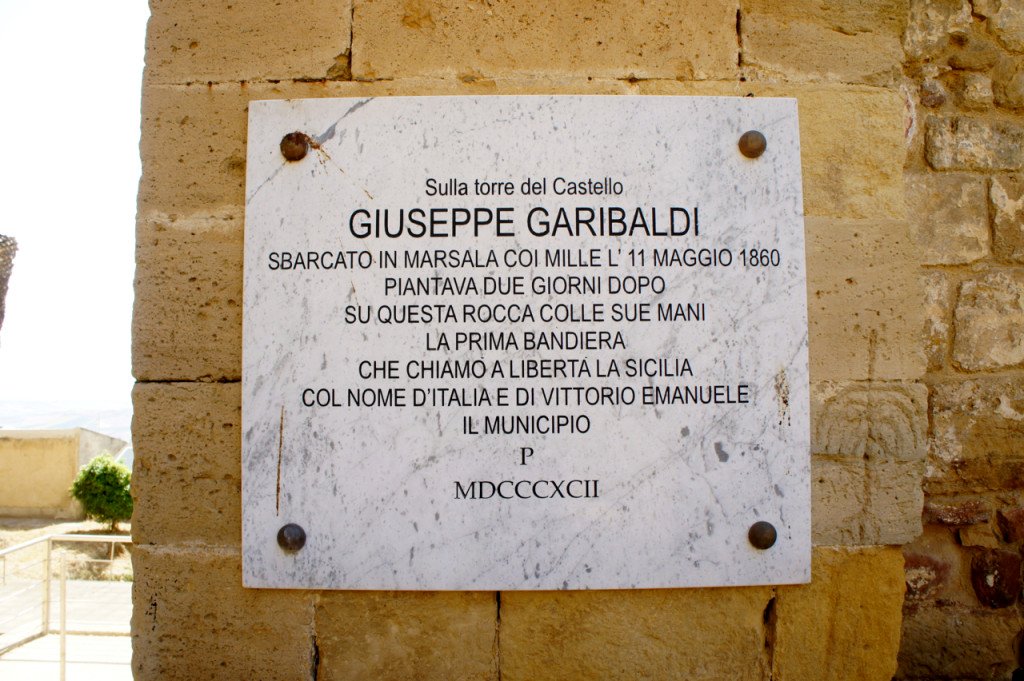 Sulla torre del Castello
GIUSEPPE GARIBALDI
SBARCATO IN MARSALA COI MILLE L' 11 MAGGIO 1860
PIANTAVA DUE GIORNI DOPO
SU QUESTA ROCCA COLLE SUE MANI
LA PRIMA BANDIERA
CHE CHIAMÒ A LIBERTÀ LA SICILIA
COL NOME D'ITALIA E DI VITTORIO EMANUELE
IL MUNICIPIO
P
MDCCCXCII